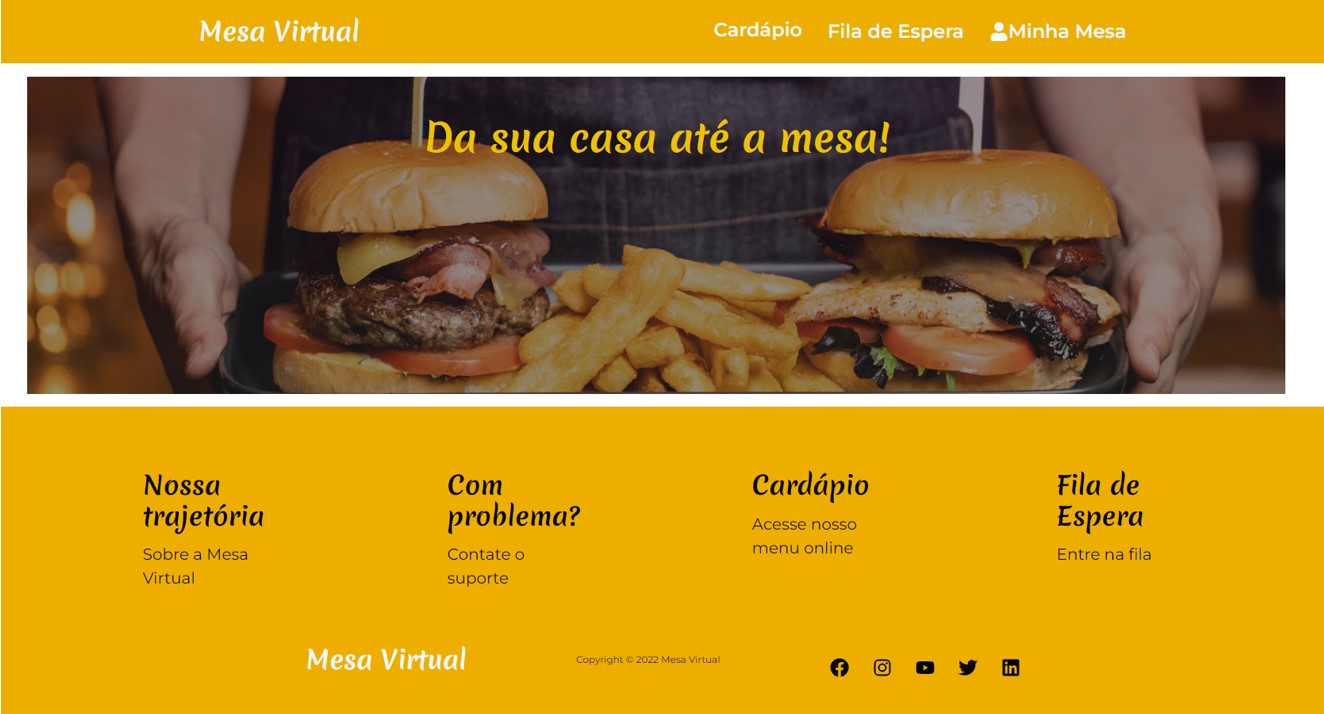 Mesa Virtual
Cardápio
Fila de Espera
Minha Mesa
Da sua casa até a mesa!
Nossa
trajetória
Sobre a Mesa
Virtual
Com
problema?
Contate o
suporte
Cardápio
Acesse nosso
menu online
Fila de
Espera
Entre na fila
Mesa Virtual
Copyright © 2022 Mesa Virtual